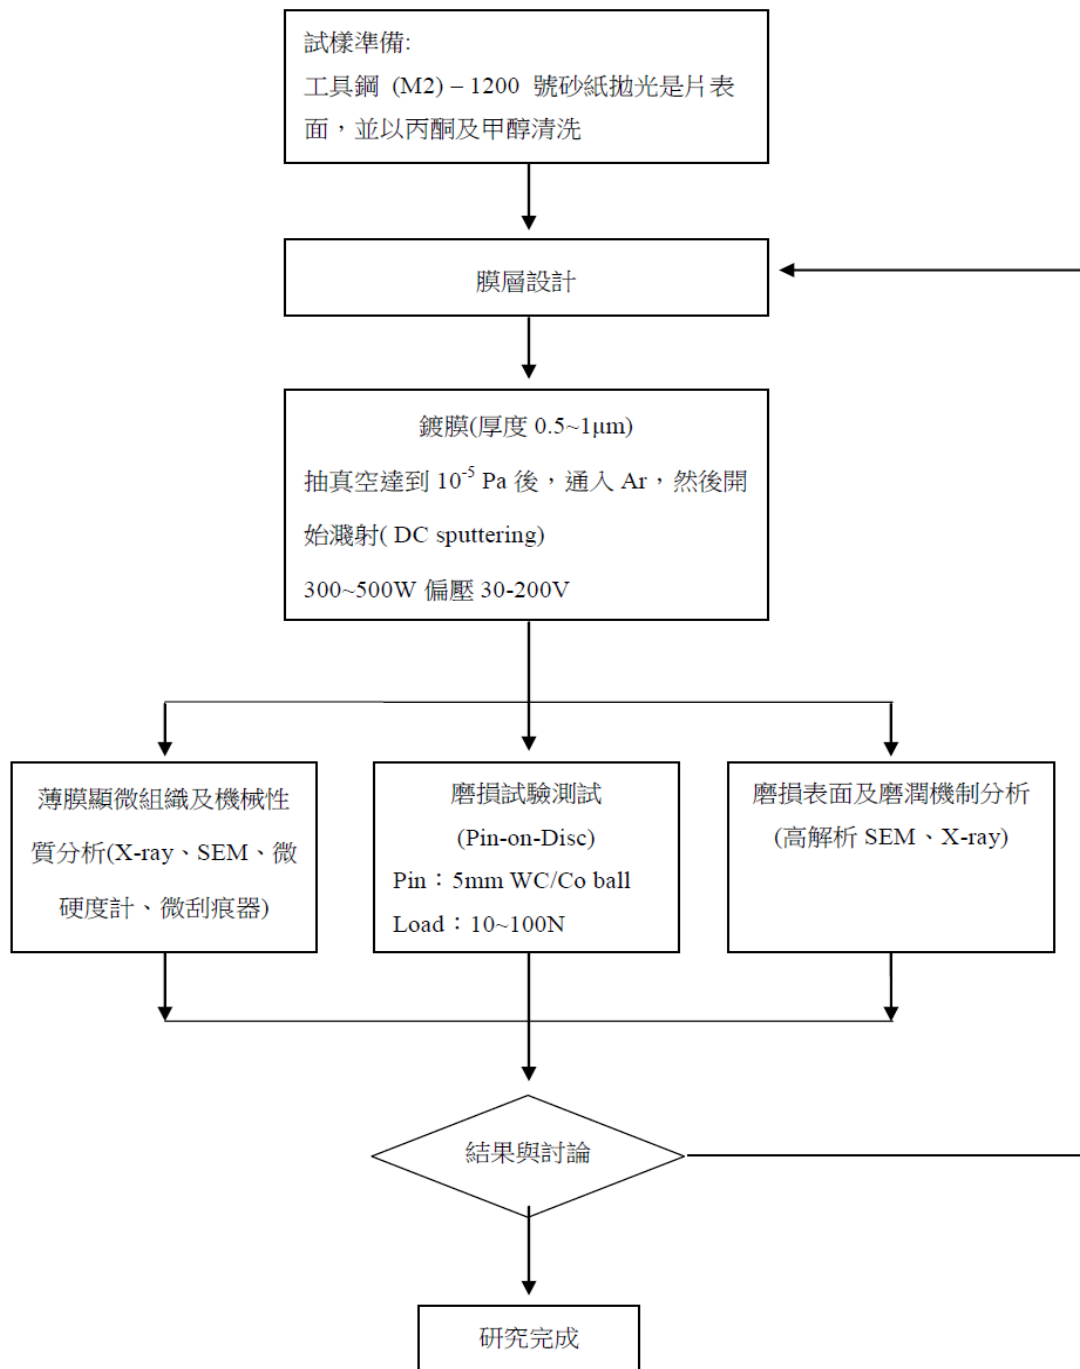 試樣準備:
工具鋼 (M2) – 1200 號砂紙拋光是片表
面，並以丙酮及甲醇清洗
膜層設計
鍍膜(厚度 0.5~1μm)
抽真空達到 10⁻⁵ Pa 後，通入 Ar，然後開
始濺射( DC sputtering)
300~500W 偏壓 30-200V
薄膜顯微組織及機械性
質分析(X-ray、SEM、微
硬度計、微刮痕器)
磨損試驗測試
(Pin-on-Disc)
Pin：5mm WC/Co ball
Load：10~100N
磨損表面及磨潤機制分析
(高解析 SEM、X-ray)
結果與討論
研究完成